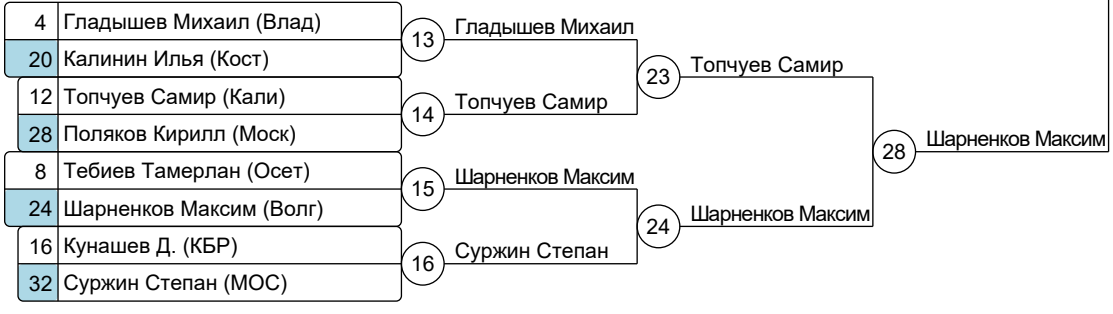 4 Гладышев Михаил (Влад)
20 Калинин Илья (Кост)
12 Топчуев Самир (Кали)
28 Поляков Кирилл (Моск)
8 Тебиев Тамерлан (Осет)
24 Шарненков Максим (Волг)
16 Кунашев Д. (КБР)
32 Суржин Степан (МОС)
13 Гладышев Михаил
14 Топчуев Самир
15 Шарненков Максим
16 Суржин Степан
23 Топчуев Самир
24 Шарненков Максим
28 Шарненков Максим